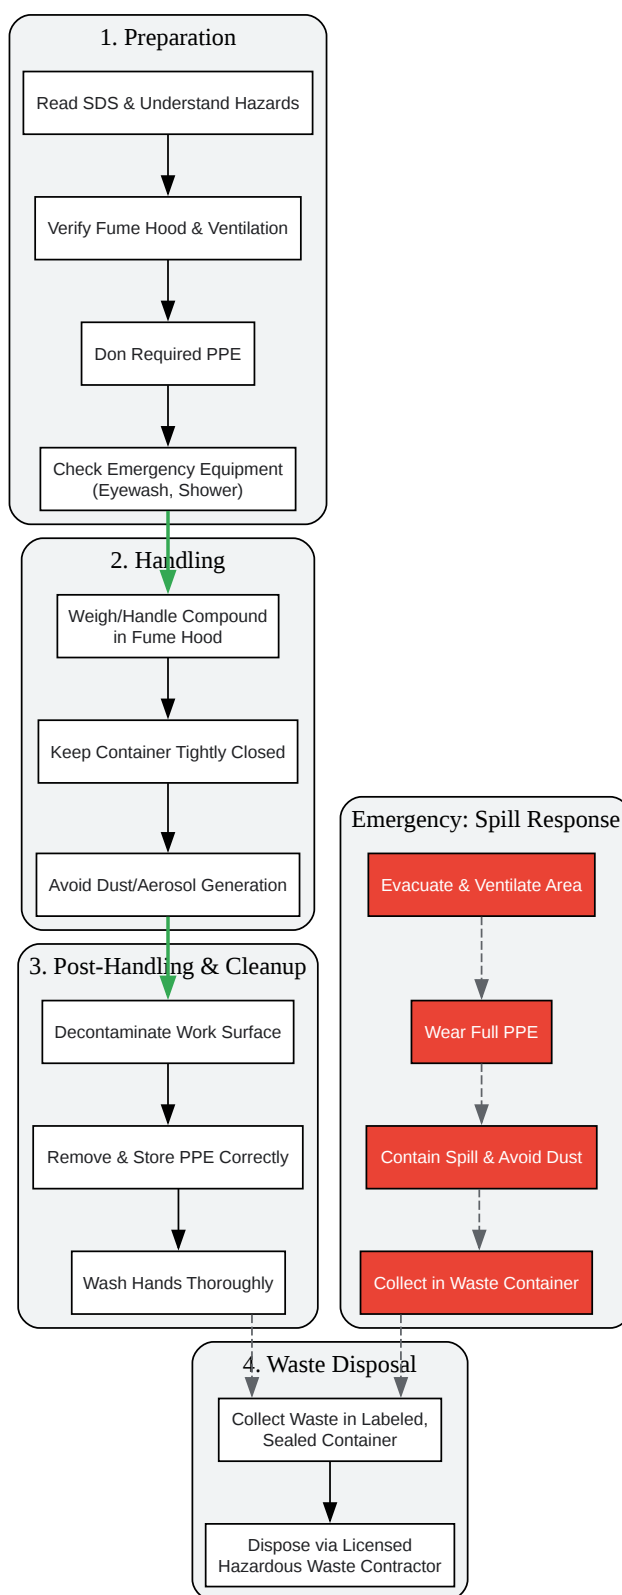 1. Preparation
Read SDS & Understand Hazards
Verify Fume Hood & Ventilation
Don Required PPE
Check Emergency Equipment
(Eyewash, Shower)
2. Handling
Weigh/Handle Compound
in Fume Hood
Keep Container Tightly Closed
Avoid Dust/Aerosol Generation
3. Post-Handling & Cleanup
Decontaminate Work Surface
Remove & Store PPE Correctly
Wash Hands Thoroughly
Emergency: Spill Response
Evacuate & Ventilate Area
Wear Full PPE
Contain Spill & Avoid Dust
Collect in Waste Container
4. Waste Disposal
Collect Waste in Labeled,
Sealed Container
Dispose via Licensed
Hazardous Waste Contractor